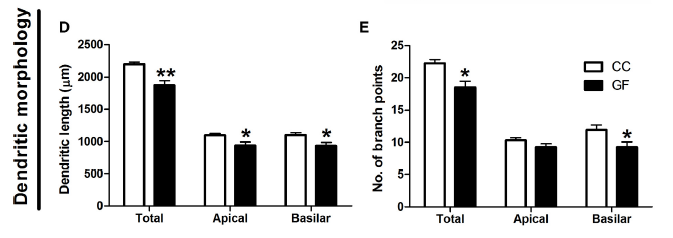 Dendritic morphology
D
Dendritic length (μm)
2500
2000
1500
1000
500
0
**
*
*
Total Apical Basilar
E
No. of branch points
25
20
15
10
5
0
*
*
CC
GF
Total Apical Basilar